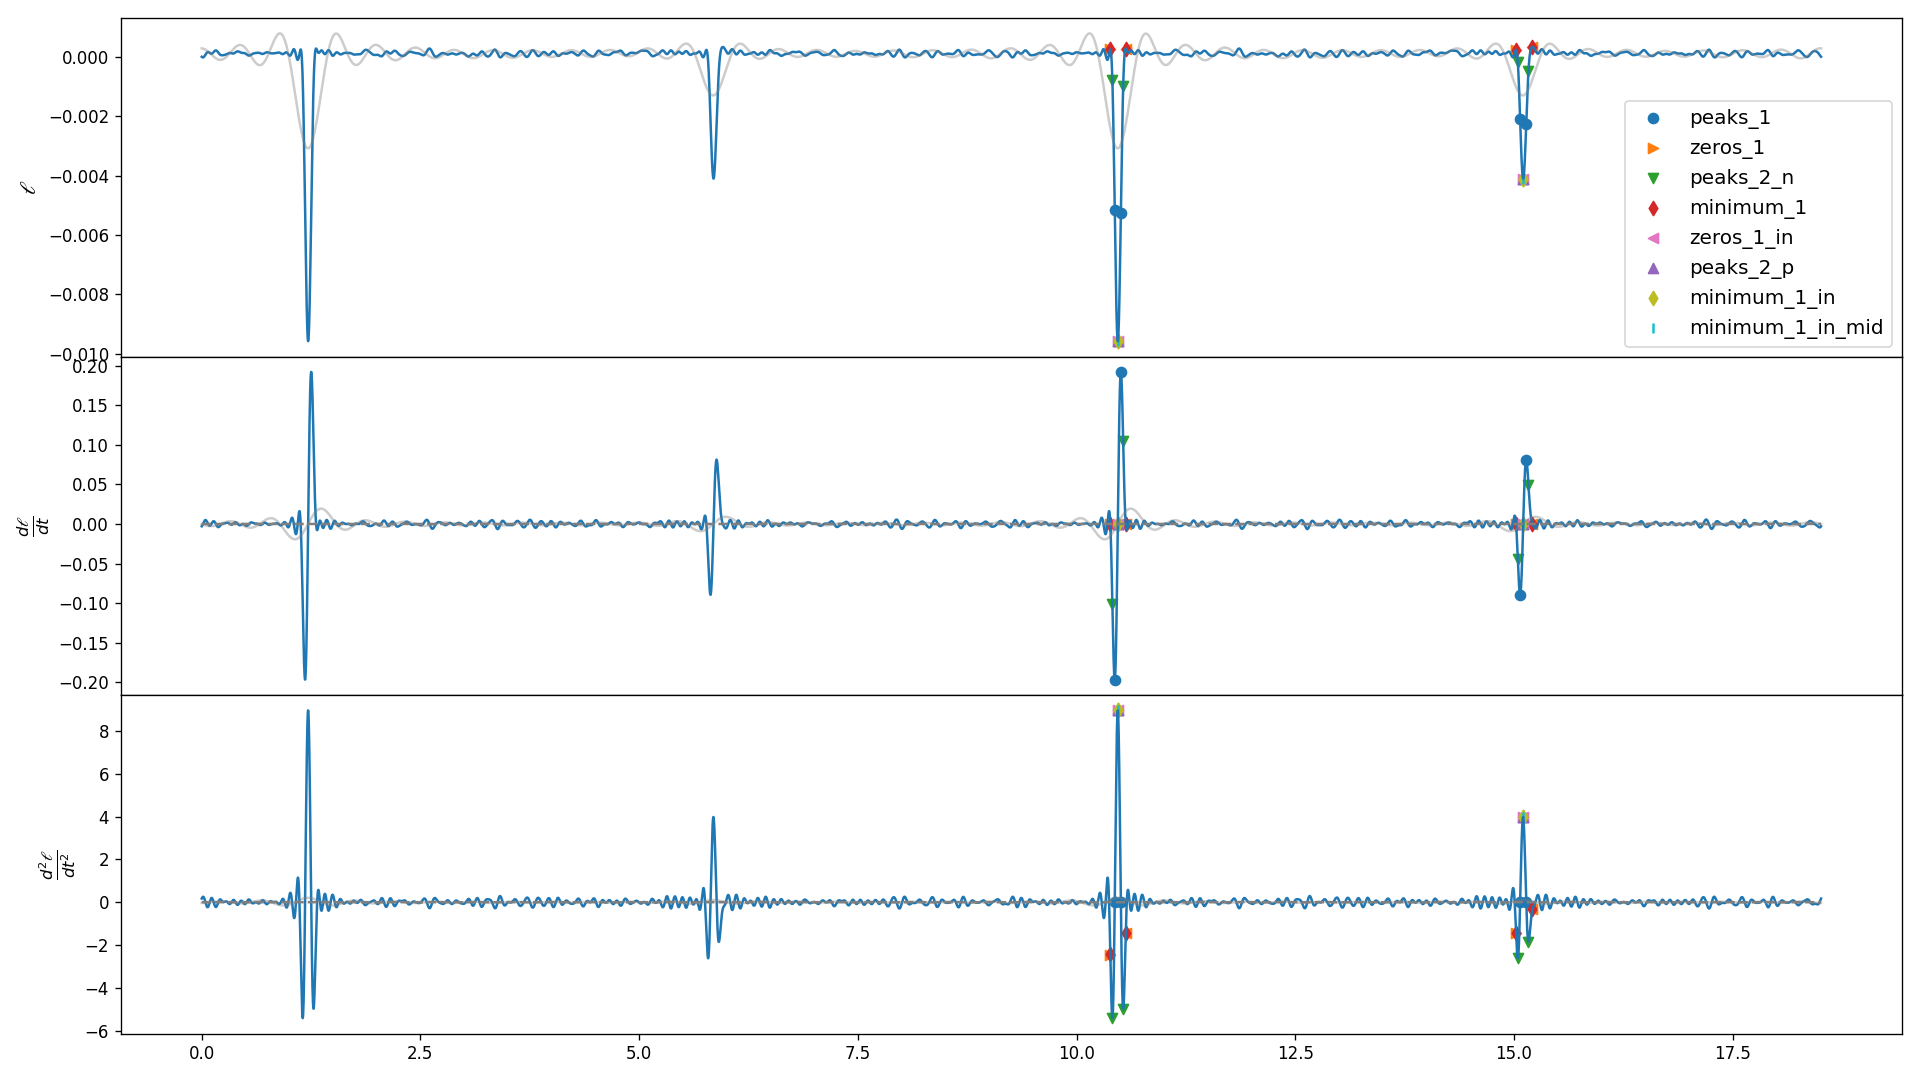 0.000
−0.002
−0.004
−0.006
−0.008
−0.010
ℓ
peaks_1
zeros_1
peaks_2_n
minimum_1
zeros_1_in
peaks_2_p
minimum_1_in
minimum_1_in_mid
0.20
0.15
0.10
0.05
0.00
−0.05
−0.10
−0.15
−0.20
dℓ
dt
8
6
4
2
0
−2
−4
−6
d²ℓ
dt²
0.0 2.5 5.0 7.5 10.0 12.5 15.0 17.5